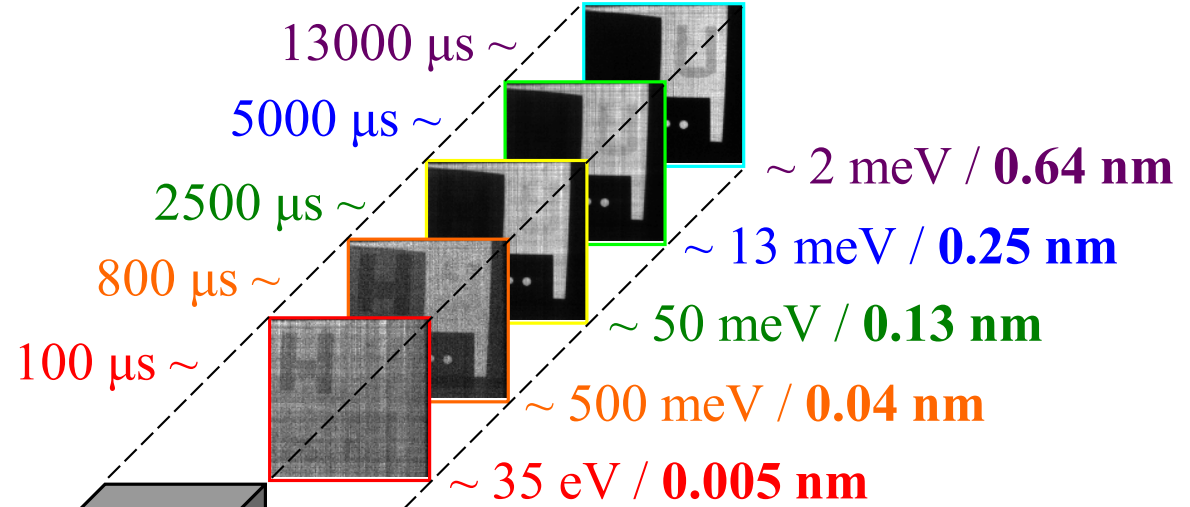 13000 μs ~
5000 μs ~
~ 2 meV / 0.64 nm
2500 μs ~
~ 13 meV / 0.25 nm
800 μs ~
~ 50 meV / 0.13 nm
100 μs ~
~ 500 meV / 0.04 nm
~ 35 eV / 0.005 nm
H
H
U